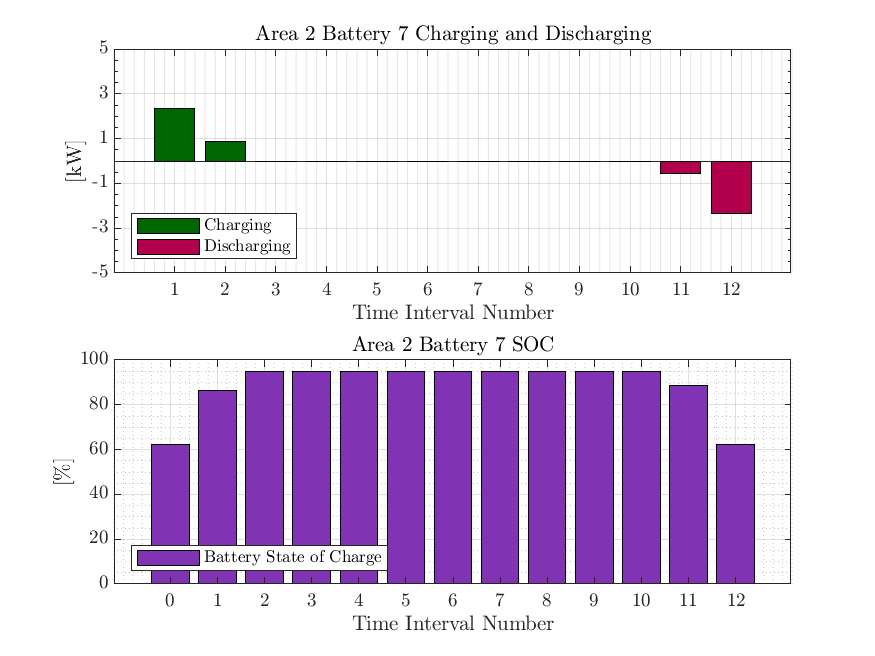 Area 2 Battery 7 Charging and Discharging
5
3
1
-1
-3
-5
[kW]
Charging
Discharging
1 2 3 4 5 6 7 8 9 10 11 12
Time Interval Number
Area 2 Battery 7 SOC
100
80
60
40
20
0
[%]
Battery State of Charge
0 1 2 3 4 5 6 7 8 9 10 11 12
Time Interval Number